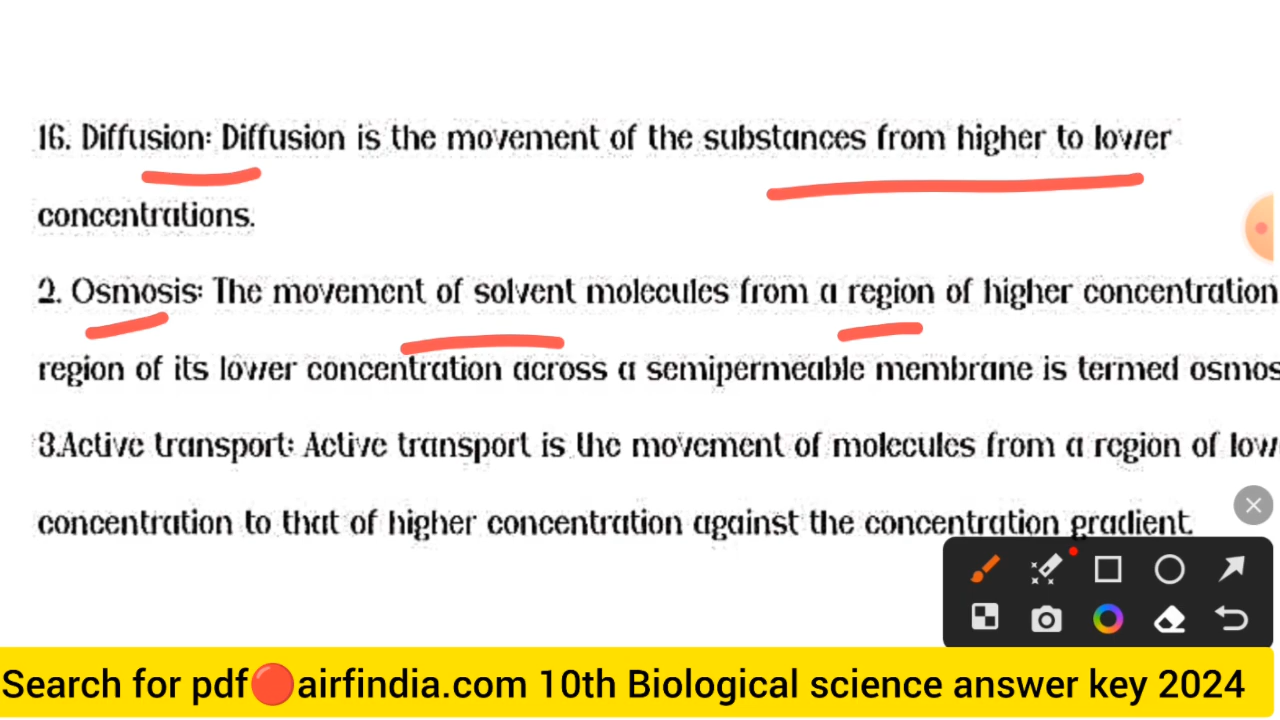 16. Diffusion: Diffusion is the movement of the substances from higher to lower
concentrations.
2. Osmosis: The movement of solvent molecules from a region of higher concentration
region of its lower concentration across a semipermeable membrane is termed osmos
3.Active transport: Active transport is the movement of molecules from a region of low
concentration to that of higher concentration against the concentration gradient.
Search for pdf🔴airfindia.com 10th Biological science answer key 2024